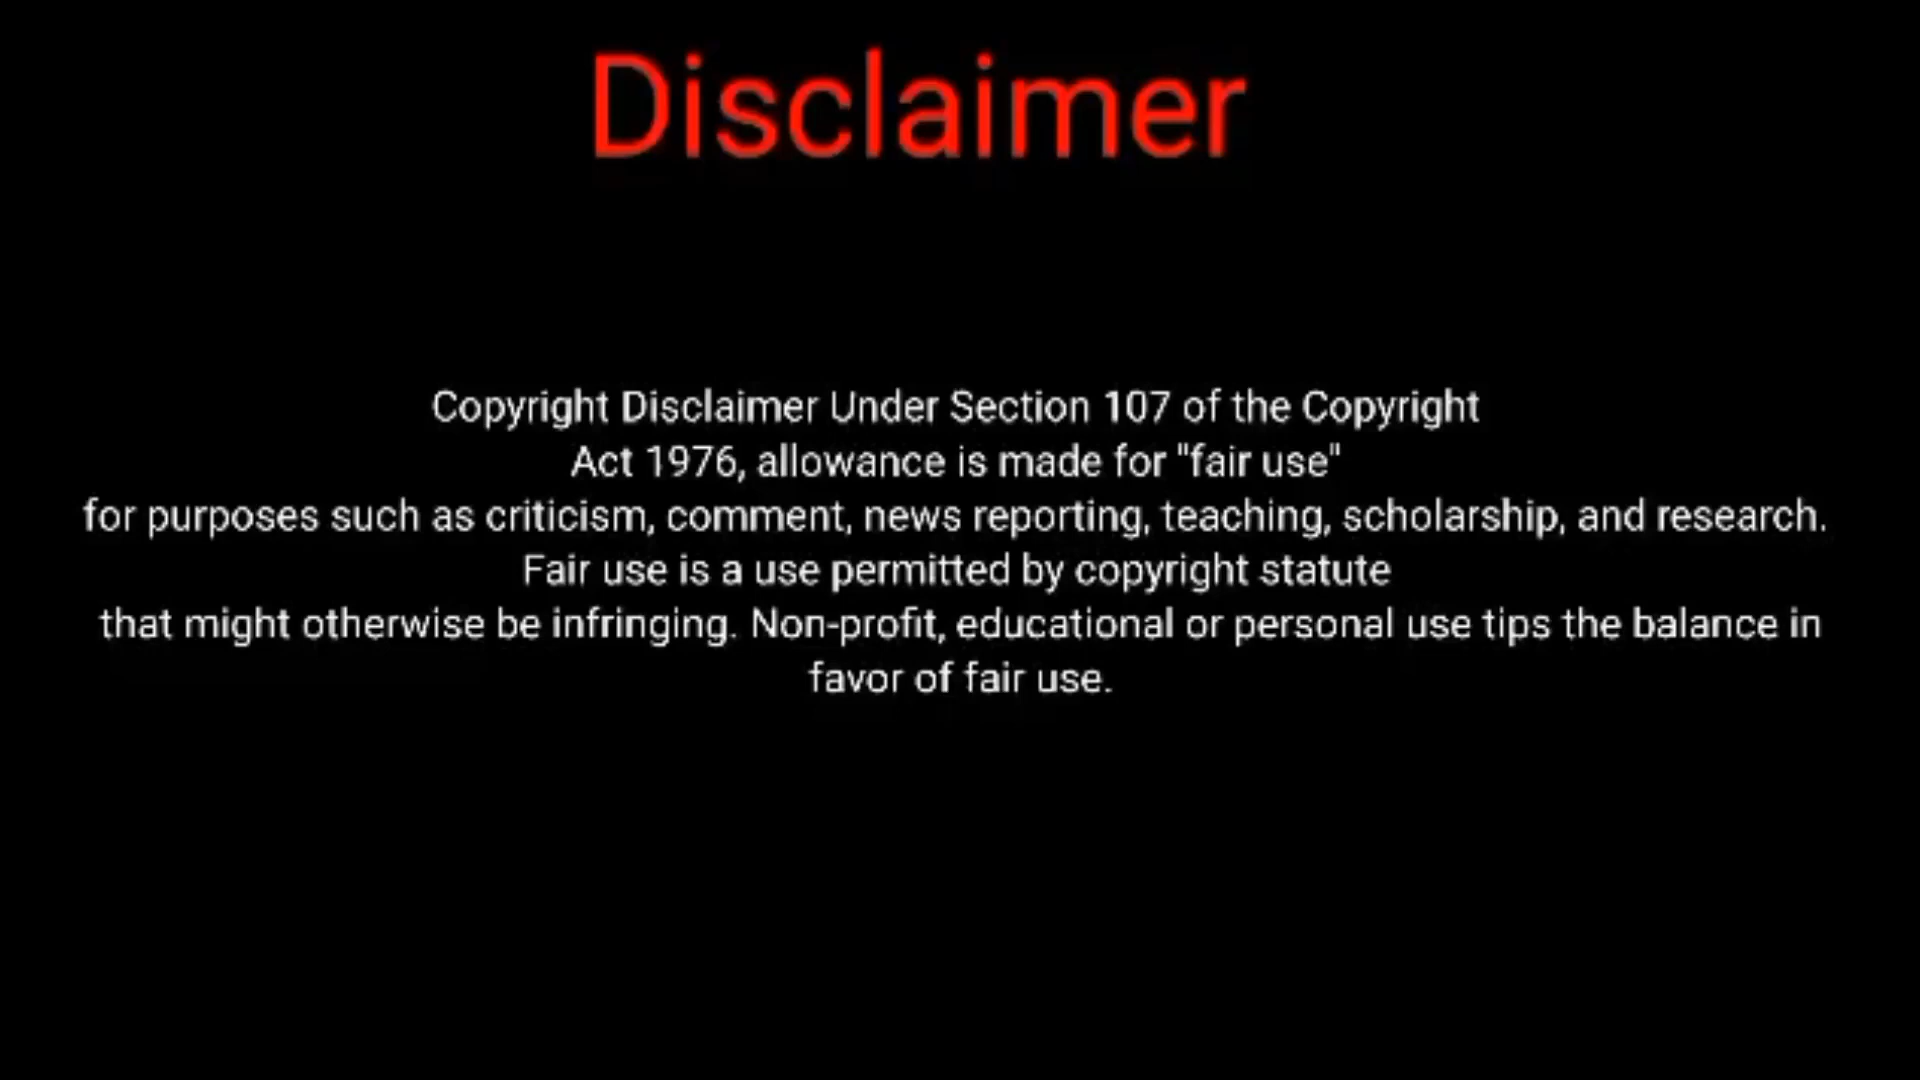 Disclaimer
Copyright Disclaimer Under Section 107 of the Copyright
Act 1976, allowance is made for "fair use"
for purposes such as criticism, comment, news reporting, teaching, scholarship, and research.
Fair use is a use permitted by copyright statute
that might otherwise be infringing. Non-profit, educational or personal use tips the balance in
favor of fair use.